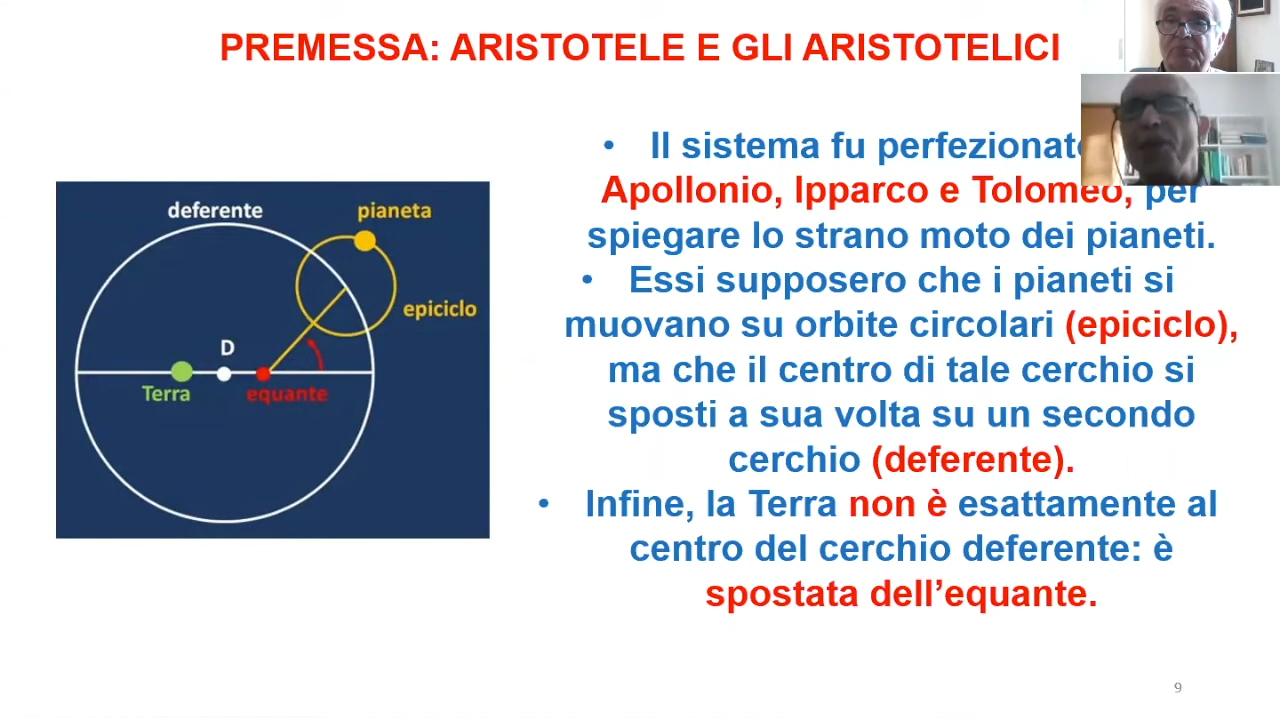 PREMESSA: ARISTOTELE E GLI ARISTOTELICI
• Il sistema fu perfezionato
Apollonio, Ipparco e Tolomeo, per
spiegare lo strano moto dei pianeti.
• Essi supposero che i pianeti si
muovano su orbite circolari (epiciclo),
ma che il centro di tale cerchio si
sposti a sua volta su un secondo
cerchio (deferente).
• Infine, la Terra non è esattamente al
centro del cerchio deferente: è
spostata dell’equante.
deferente
pianeta
epiciclo
D
Terra
equante
9